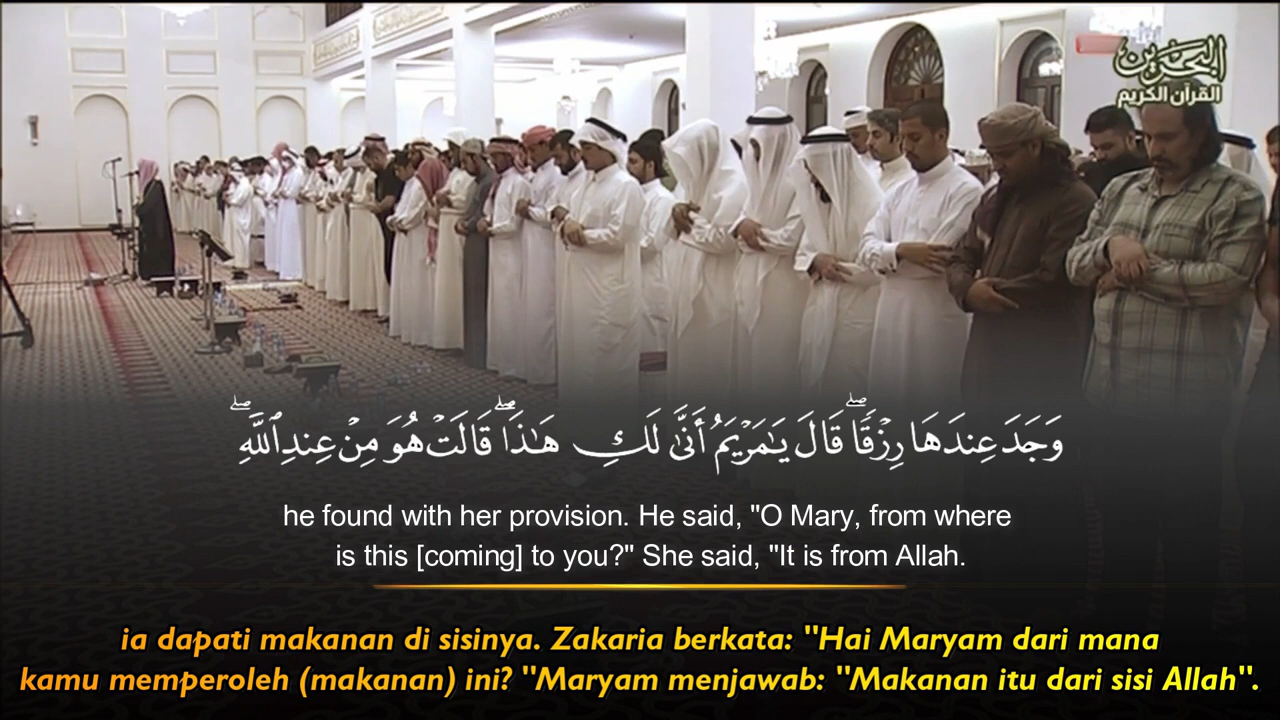 البحرين
القرآن الكريم
وَجَدَ عِندَهَا رِزْقًا ۖ قَالَ يَـٰمَرْيَمُ أَنَّىٰ لَكِ هَـٰذَا ۖ قَالَتْ هُوَ مِنْ عِندِ ٱللَّهِ ۖ
he found with her provision. He said, "O Mary, from where
is this [coming] to you?" She said, "It is from Allah.
ia dapati makanan di sisinya. Zakaria berkata: "Hai Maryam dari mana
kamu memperoleh (makanan) ini? "Maryam menjawab: "Makanan itu dari sisi Allah".